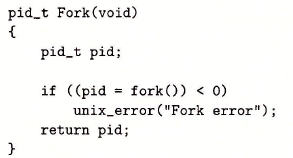 pid_t Fork(void)
{
    pid_t pid;

    if ((pid = fork()) < 0)
        unix_error("Fork error");
    return pid;
}